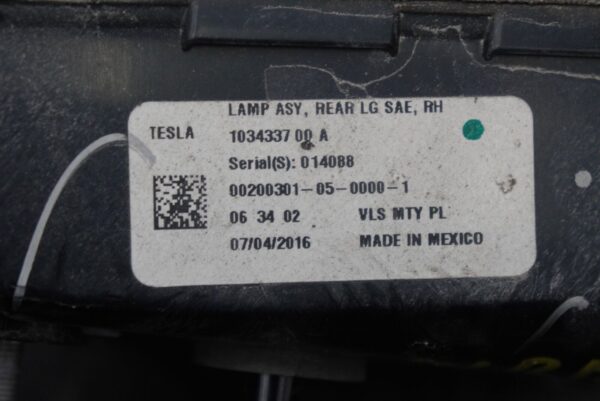 LAMP ASY, REAR LG SAE, RH
TESLA 1034337 00 A
Serial(S): 014088
00200301-05-0000-1
06 34 02 VLS MTY PL
07/04/2016 MADE IN MEXICO